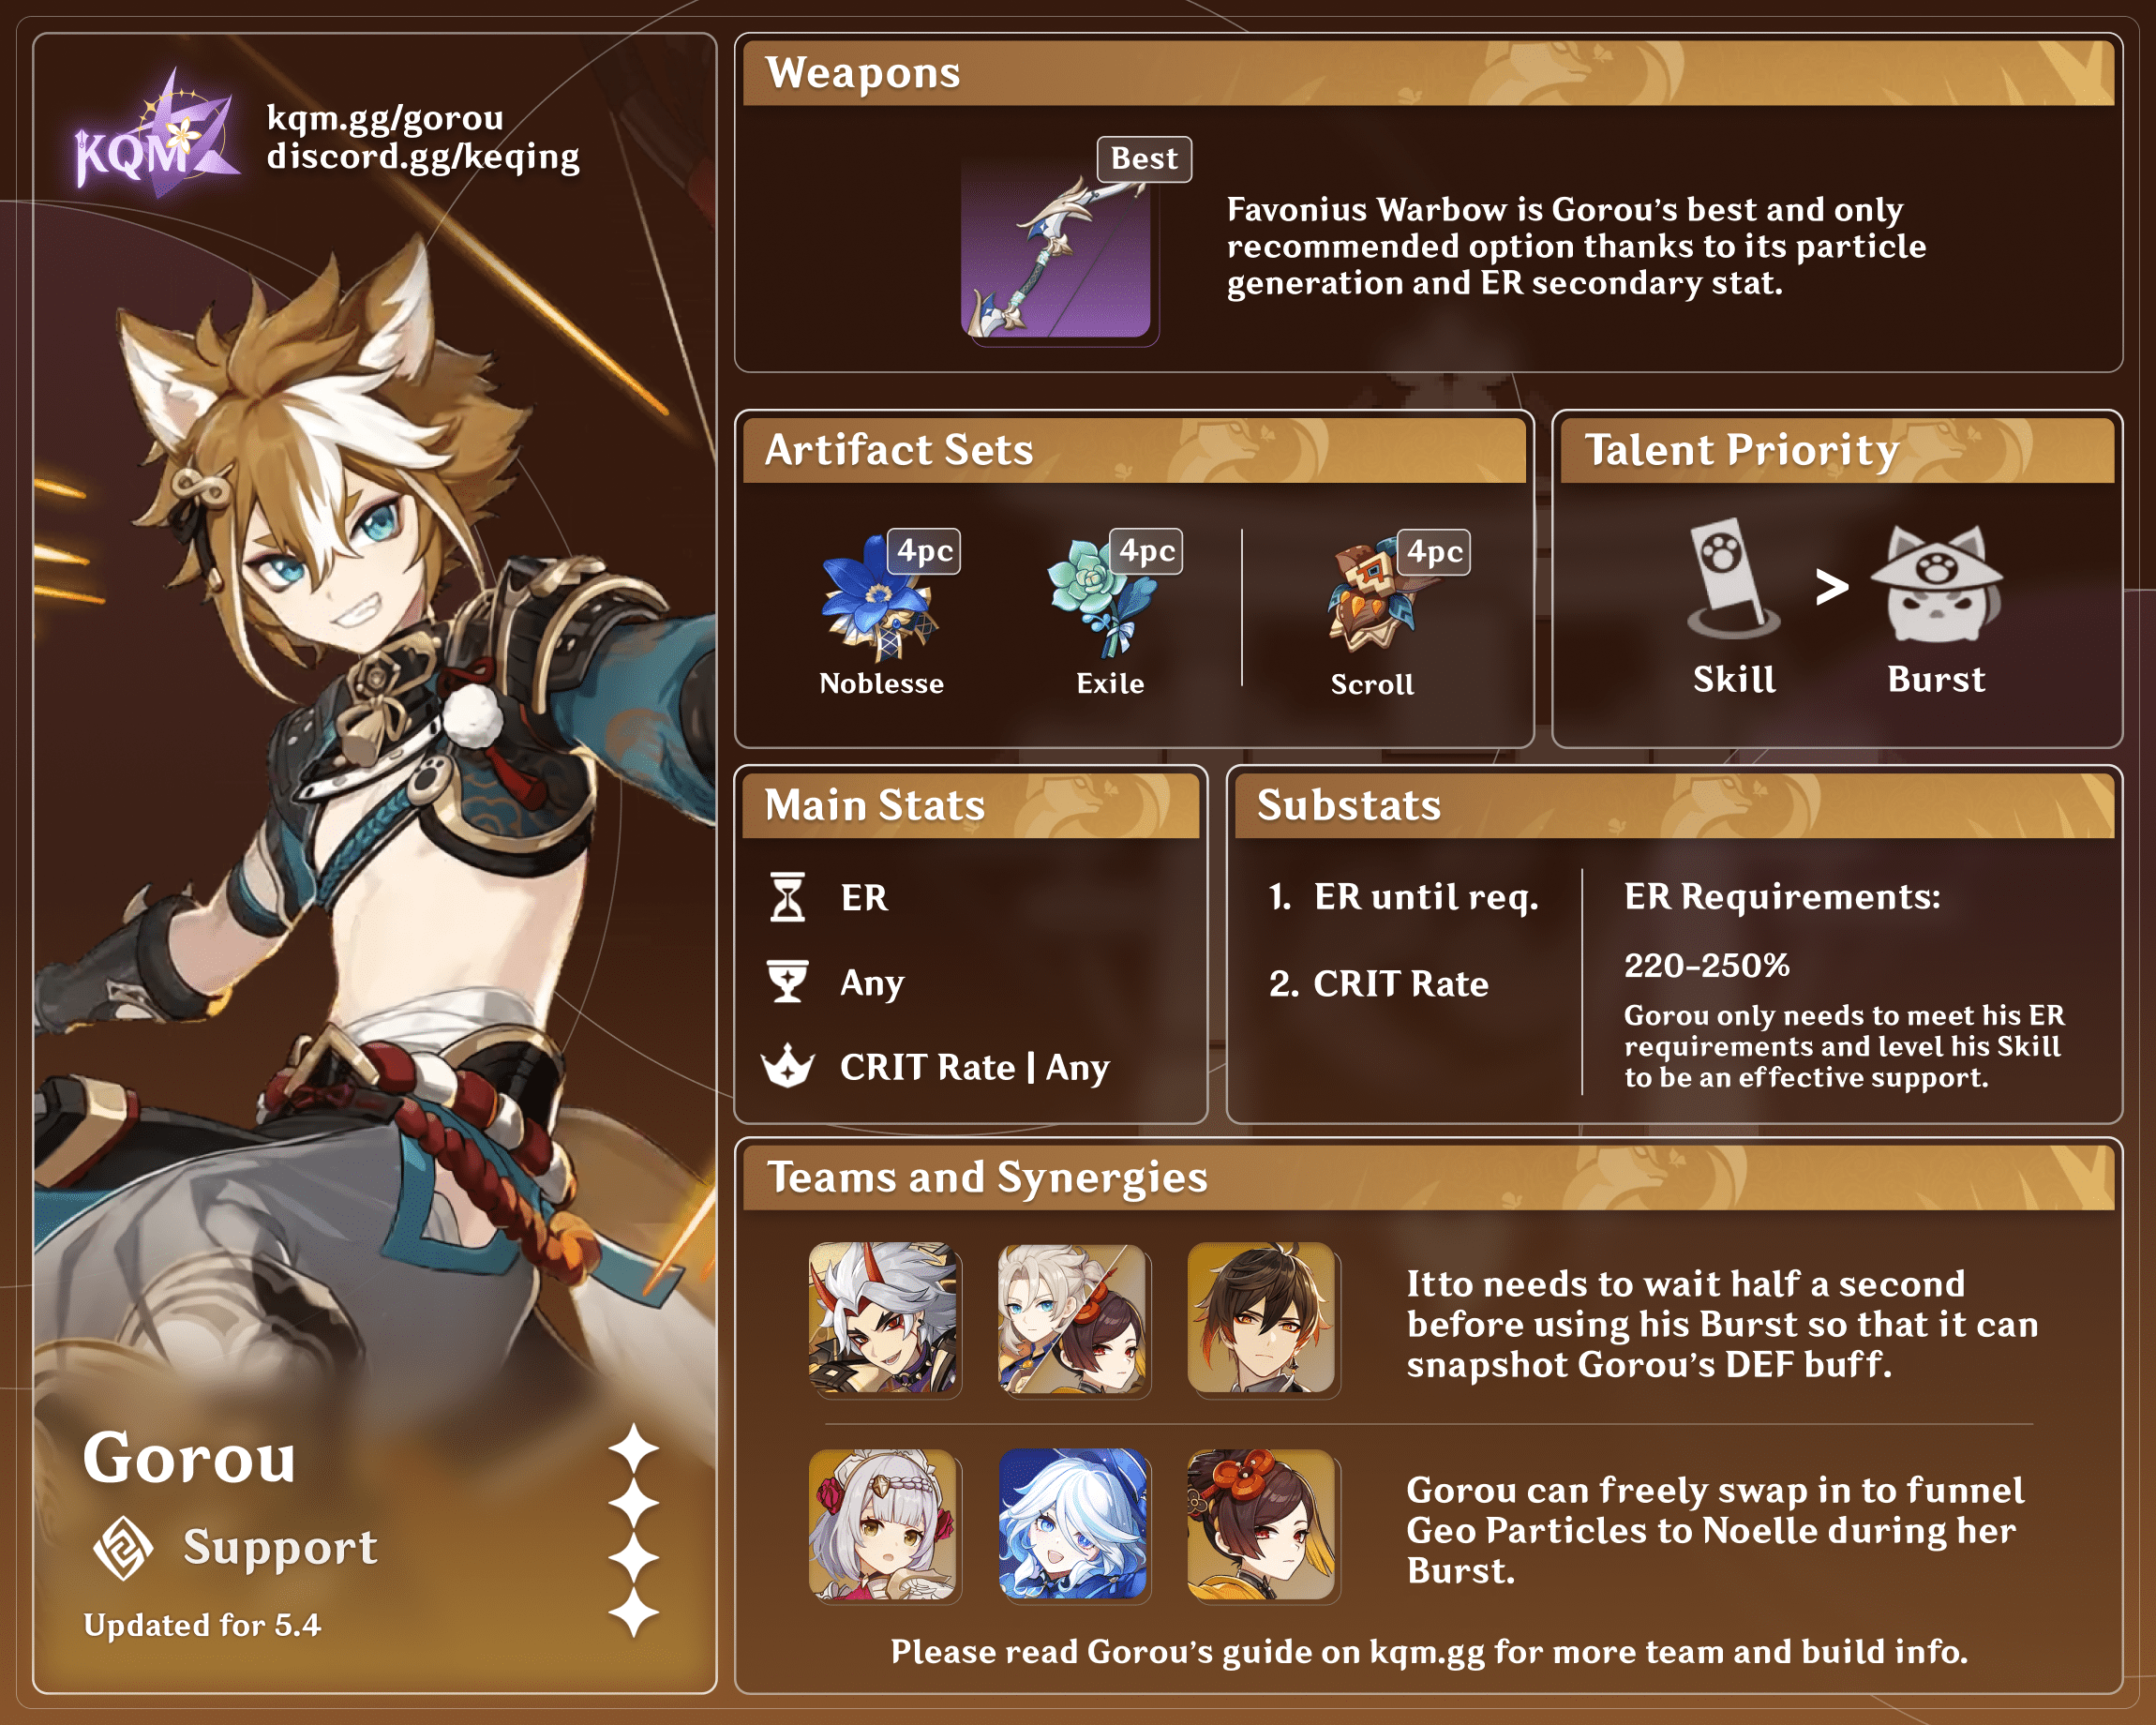 KQM
kqm.gg/gorou
discord.gg/keqing
Gorou
Support
Updated for 5.4
Weapons
Best
Favonius Warbow is Gorou's best and only
recommended option thanks to its particle
generation and ER secondary stat.
Artifact Sets
4pc
4pc
4pc
Noblesse
Exile
Scroll
Talent Priority
>
Skill
Burst
Main Stats
ER
Any
CRIT Rate | Any
Substats
1. ER until req.
2. CRIT Rate
ER Requirements:
220-250%
Gorou only needs to meet his ER
requirements and level his Skill
to be an effective support.
Teams and Synergies
Itto needs to wait half a second
before using his Burst so that it can
snapshot Gorou's DEF buff.
Gorou can freely swap in to funnel
Geo Particles to Noelle during her
Burst.
Please read Gorou's guide on kqm.gg for more team and build info.